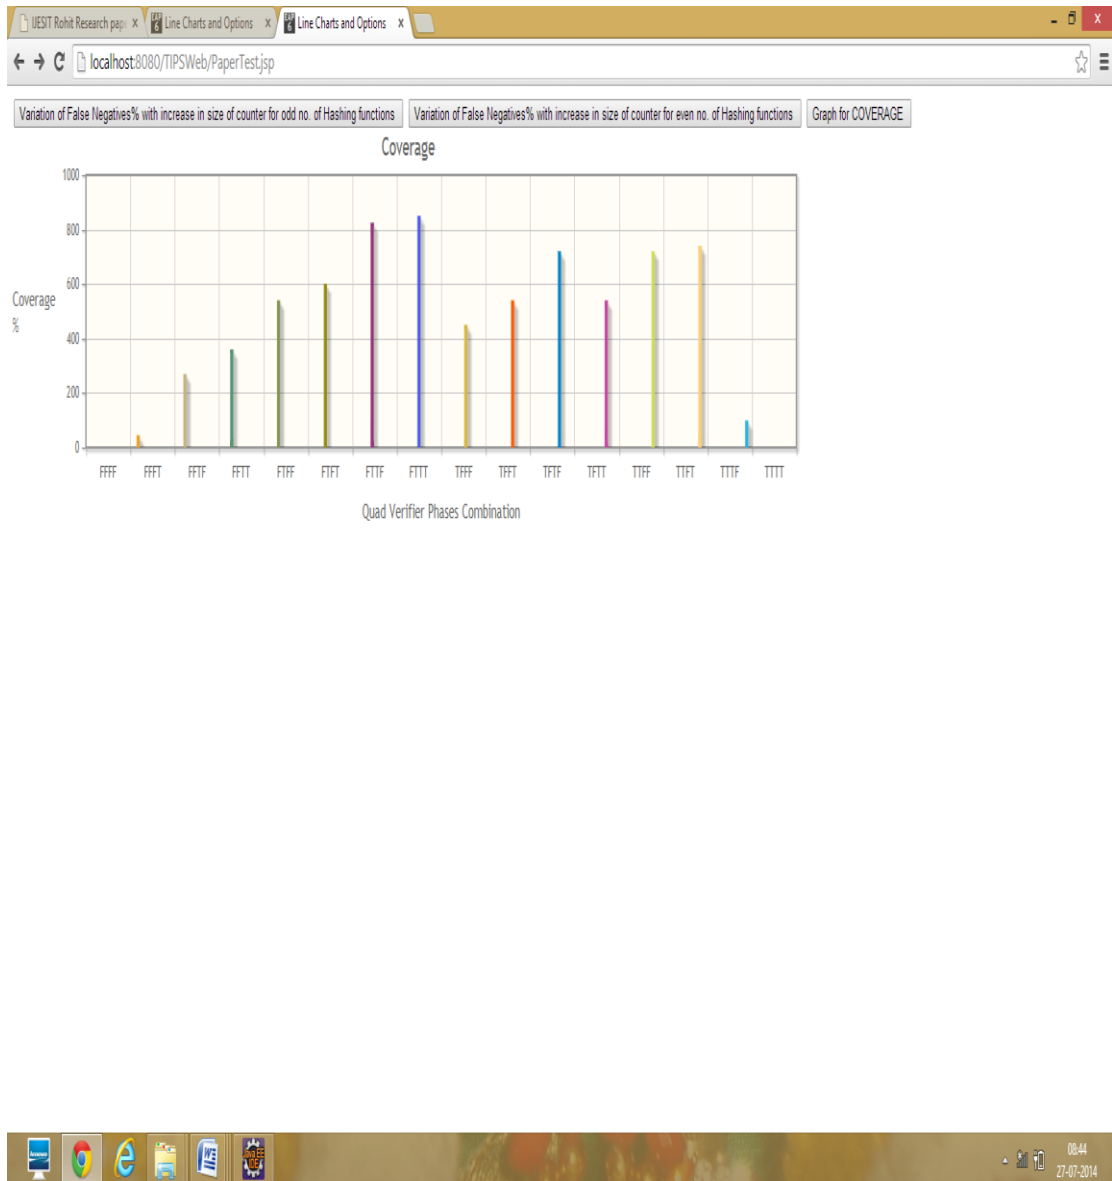 IJESIT Rohit Research pap
Line Charts and Options
Line Charts and Options
localhost:8080/TIPSWeb/PaperTest.jsp
Variation of False Negatives% with increase in size of counter for odd no. of Hashing functions
Variation of False Negatives% with increase in size of counter for even no. of Hashing functions
Graph for COVERAGE
Coverage
1000
800
600
400
200
0
Coverage
%
FFFF FFFT FFTF FFTT FTFF FTFT FTTF FTTT TFFF TFFT TFTF TFTT TTFF TTFT TTTF TTTT
Quad Verifier Phases Combination
08:44
27-07-2014